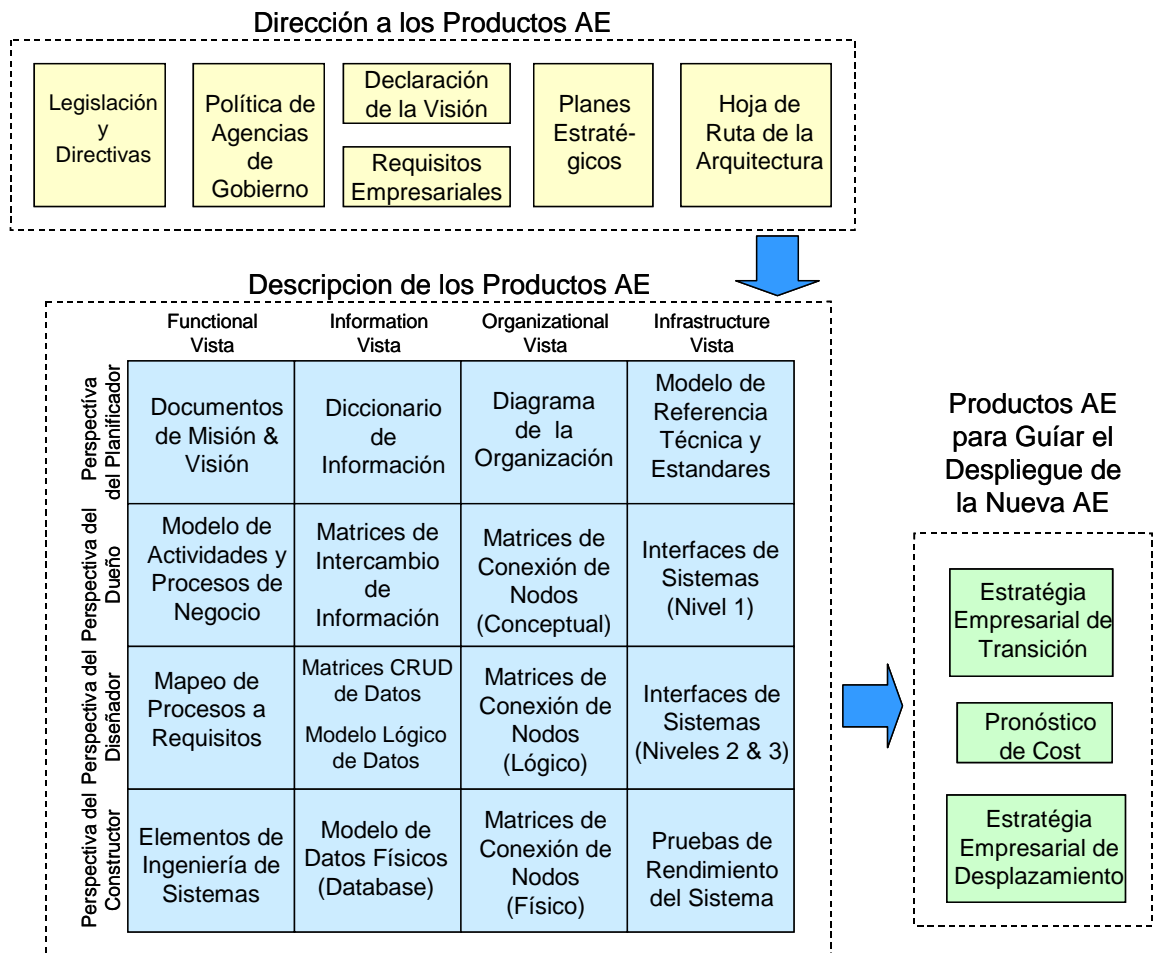 Dirección a los Productos AE
Legislación
y
Directivas
Política de
Agencias
de
Gobierno
Declaración
de la Visión
Requisitos
Empresariales
Planes
Estraté-
gicos
Hoja de
Ruta de la
Arquitectura
Descripcion de los Productos AE
Functional
Vista
Information
Vista
Organizational
Vista
Infrastructure
Vista
Perspectiva
del Planificador
Documentos
de Misión &
Visión
Diccionario
de
Información
Diagrama
de la
Organización
Modelo de
Referencia
Técnica y
Estandares
Perspectiva del
Dueño
Modelo de
Actividades y
Procesos de
Negocio
Matrices de
Intercambio
de
Información
Matrices de
Conexión de
Nodos
(Conceptual)
Interfaces de
Sistemas
(Nivel 1)
Perspectiva del
Diseñador
Mapeo de
Procesos a
Requisitos
Matrices CRUD
de Datos
Modelo Lógico
de Datos
Matrices de
Conexión de
Nodos
(Lógico)
Interfaces de
Sistemas
(Niveles 2 & 3)
Perspectiva del
Constructor
Elementos de
Ingeniería de
Sistemas
Modelo de
Datos Físicos
(Database)
Matrices de
Conexión de
Nodos
(Físico)
Pruebas de
Rendimiento
del Sistema
Productos AE
para Guíar el
Despliegue de
la Nueva AE
Estratégia
Empresarial de
Transición
Pronóstico
de Cost
Estratégia
Empresarial de
Desplazamiento